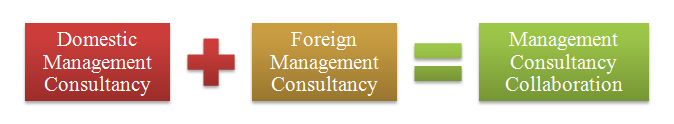 Domestic
Management
Consultancy
+
Foreign
Management
Consultancy
=
Management
Consultancy
Collaboration